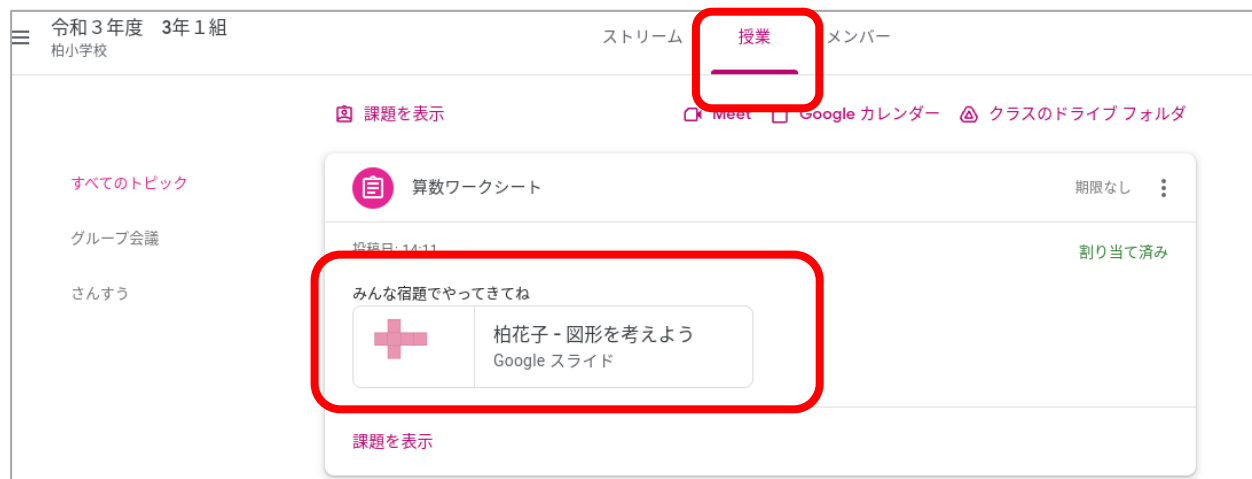 令和３年度　3年１組
柏小学校
ストリーム 授業 メンバー
課題を表示 Meet Google カレンダー クラスのドライブ フォルダ
すべてのトピック
グループ会議
さんすう
算数ワークシート 期限なし
投稿日: 14:11 割り当て済み
みんな宿題でやってきてね
柏花子 - 図形を考えよう
Google スライド
課題を表示